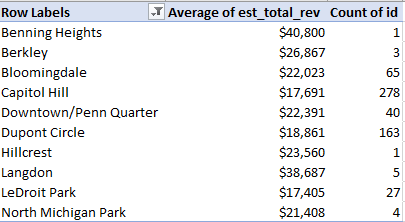 Row Labels Average of est_total_rev Count of id
Benning Heights $40,800 1
Berkley $26,867 3
Bloomingdale $22,023 65
Capitol Hill $17,691 278
Downtown/Penn Quarter $22,391 40
Dupont Circle $18,861 163
Hillcrest $23,560 1
Langdon $38,687 5
LeDroit Park $17,405 27
North Michigan Park $21,408 4